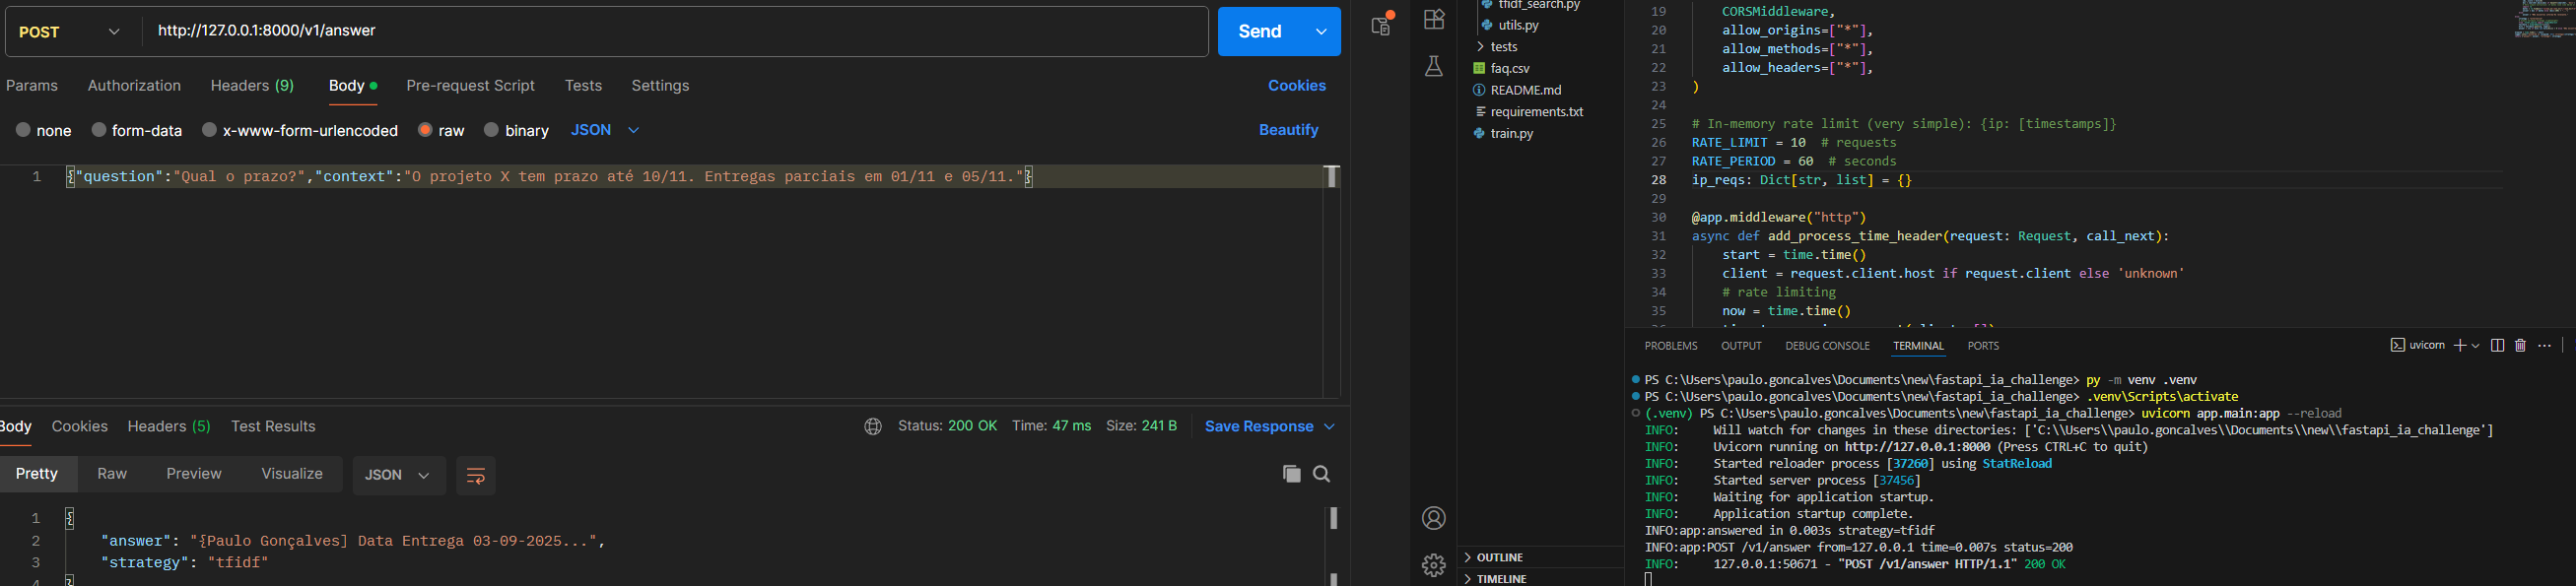 POST
http://127.0.0.1:8000/v1/answer
Send
Params Authorization Headers (9) Body Pre-request Script Tests Settings
Cookies
none form-data x-www-form-urlencoded raw binary JSON
Beautify
1 {"question":"Qual o prazo?","context":"O projeto X tem prazo até 10/11. Entregas parciais em 01/11 e 05/11."}
Body Cookies Headers (5) Test Results
Status: 200 OK Time: 47 ms Size: 241 B Save Response
Pretty Raw Preview Visualize JSON
1 {
2 "answer": "{Paulo Gonçalves] Data Entrega 03-09-2025...",
3 "strategy": "tfidf"
4 }
tfidf_search.py
utils.py
tests
faq.csv
README.md
requirements.txt
train.py
OUTLINE
TIMELINE
19 CORSMiddleware,
20 allow_origins=["*"],
21 allow_methods=["*"],
22 allow_headers=["*"],
23 )
24
25 # In-memory rate limit (very simple): {ip: [timestamps]}
26 RATE_LIMIT = 10 # requests
27 RATE_PERIOD = 60 # seconds
28 ip_reqs: Dict[str, list] = {}
29
30 @app.middleware("http")
31 async def add_process_time_header(request: Request, call_next):
32 start = time.time()
33 client = request.client.host if request.client else 'unknown'
34 # rate limiting
35 now = time.time()
PROBLEMS OUTPUT DEBUG CONSOLE TERMINAL PORTS
uvicorn
PS C:\Users\paulo.goncalves\Documents\new\fastapi_ia_challenge> py -m venv .venv
PS C:\Users\paulo.goncalves\Documents\new\fastapi_ia_challenge> .venv\Scripts\activate
(.venv) PS C:\Users\paulo.goncalves\Documents\new\fastapi_ia_challenge> uvicorn app.main:app --reload
INFO: Will watch for changes in these directories: ['C:\\Users\\paulo.goncalves\\Documents\\new\\fastapi_ia_challenge']
INFO: Uvicorn running on http://127.0.0.1:8000 (Press CTRL+C to quit)
INFO: Started reloader process [37260] using StatReload
INFO: Started server process [37456]
INFO: Waiting for application startup.
INFO: Application startup complete.
INFO:app:answered in 0.003s strategy=tfidf
INFO:app:POST /v1/answer from=127.0.0.1 time=0.007s status=200
INFO: 127.0.0.1:50671 - "POST /v1/answer HTTP/1.1" 200 OK